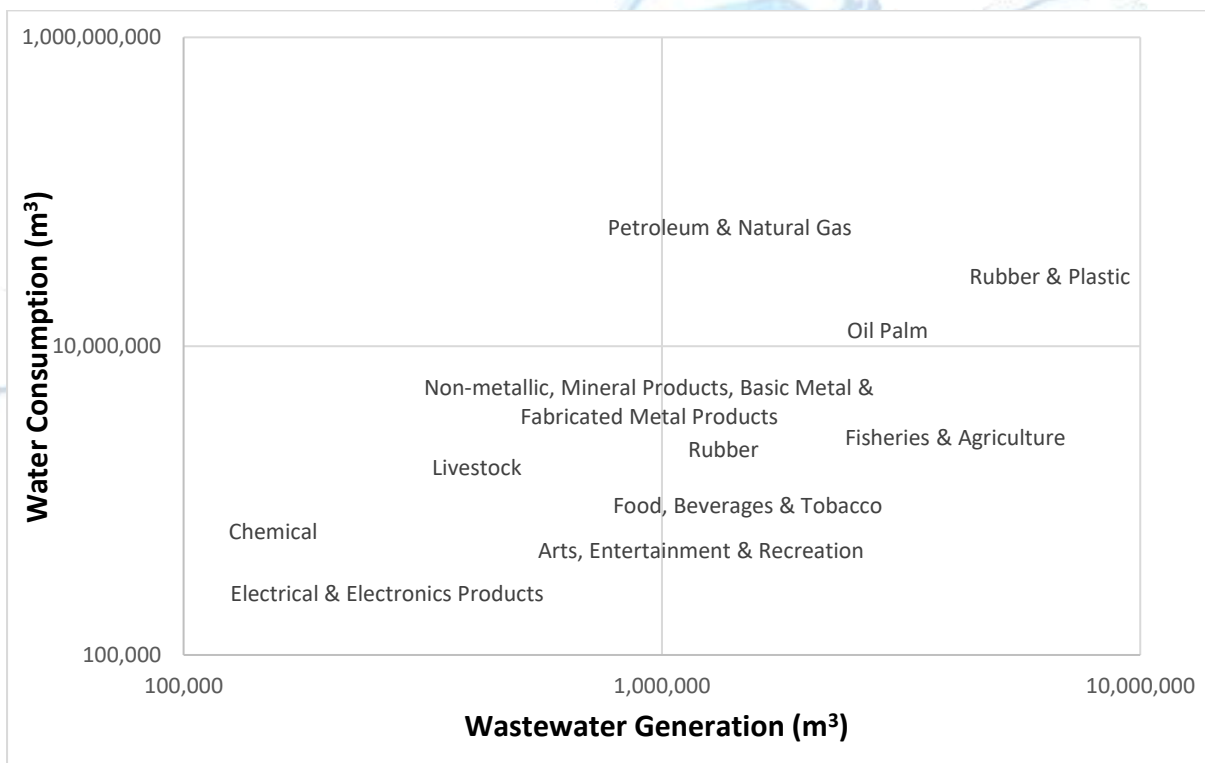 1,000,000,000
Petroleum & Natural Gas
Rubber & Plastic
Oil Palm
10,000,000
Non-metallic, Mineral Products, Basic Metal &
Fabricated Metal Products
Fisheries & Agriculture
Rubber
Livestock
Food, Beverages & Tobacco
Chemical
Arts, Entertainment & Recreation
Electrical & Electronics Products
100,000
Water Consumption (m³)
100,000
1,000,000
10,000,000
Wastewater Generation (m³)